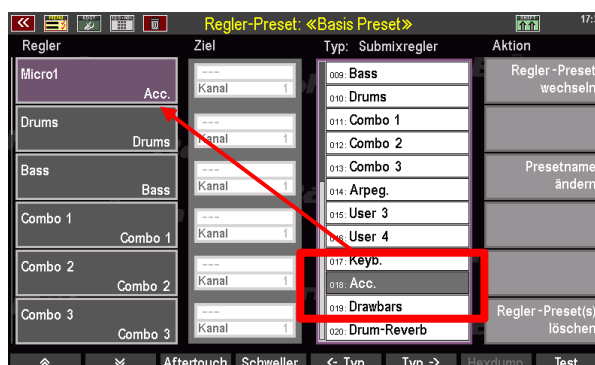 Regler-Preset: «Basis Preset» 17:
Regler Ziel Typ: Submixregler Aktion
Micro1
Acc.
Drums
Drums
Bass
Bass
Combo 1
Combo 1
Combo 2
Combo 2
Combo 3
Combo 3
---
Kanal 1
---
Kanal 1
---
Kanal 1
---
Kanal 1
---
Kanal 1
---
Kanal 1
009: Bass
010: Drums
011: Combo 1
012: Combo 2
013: Combo 3
014: Arpeg.
015: User 3
016: User 4
017: Keyb.
018: Acc.
019: Drawbars
020: Drum-Reverb
Regler-Preset
wechseln
Presetname
ändern
Regler-Preset(s)
löschen
Aftertouch Schweller <- Typ Typ -> Hexdump Test